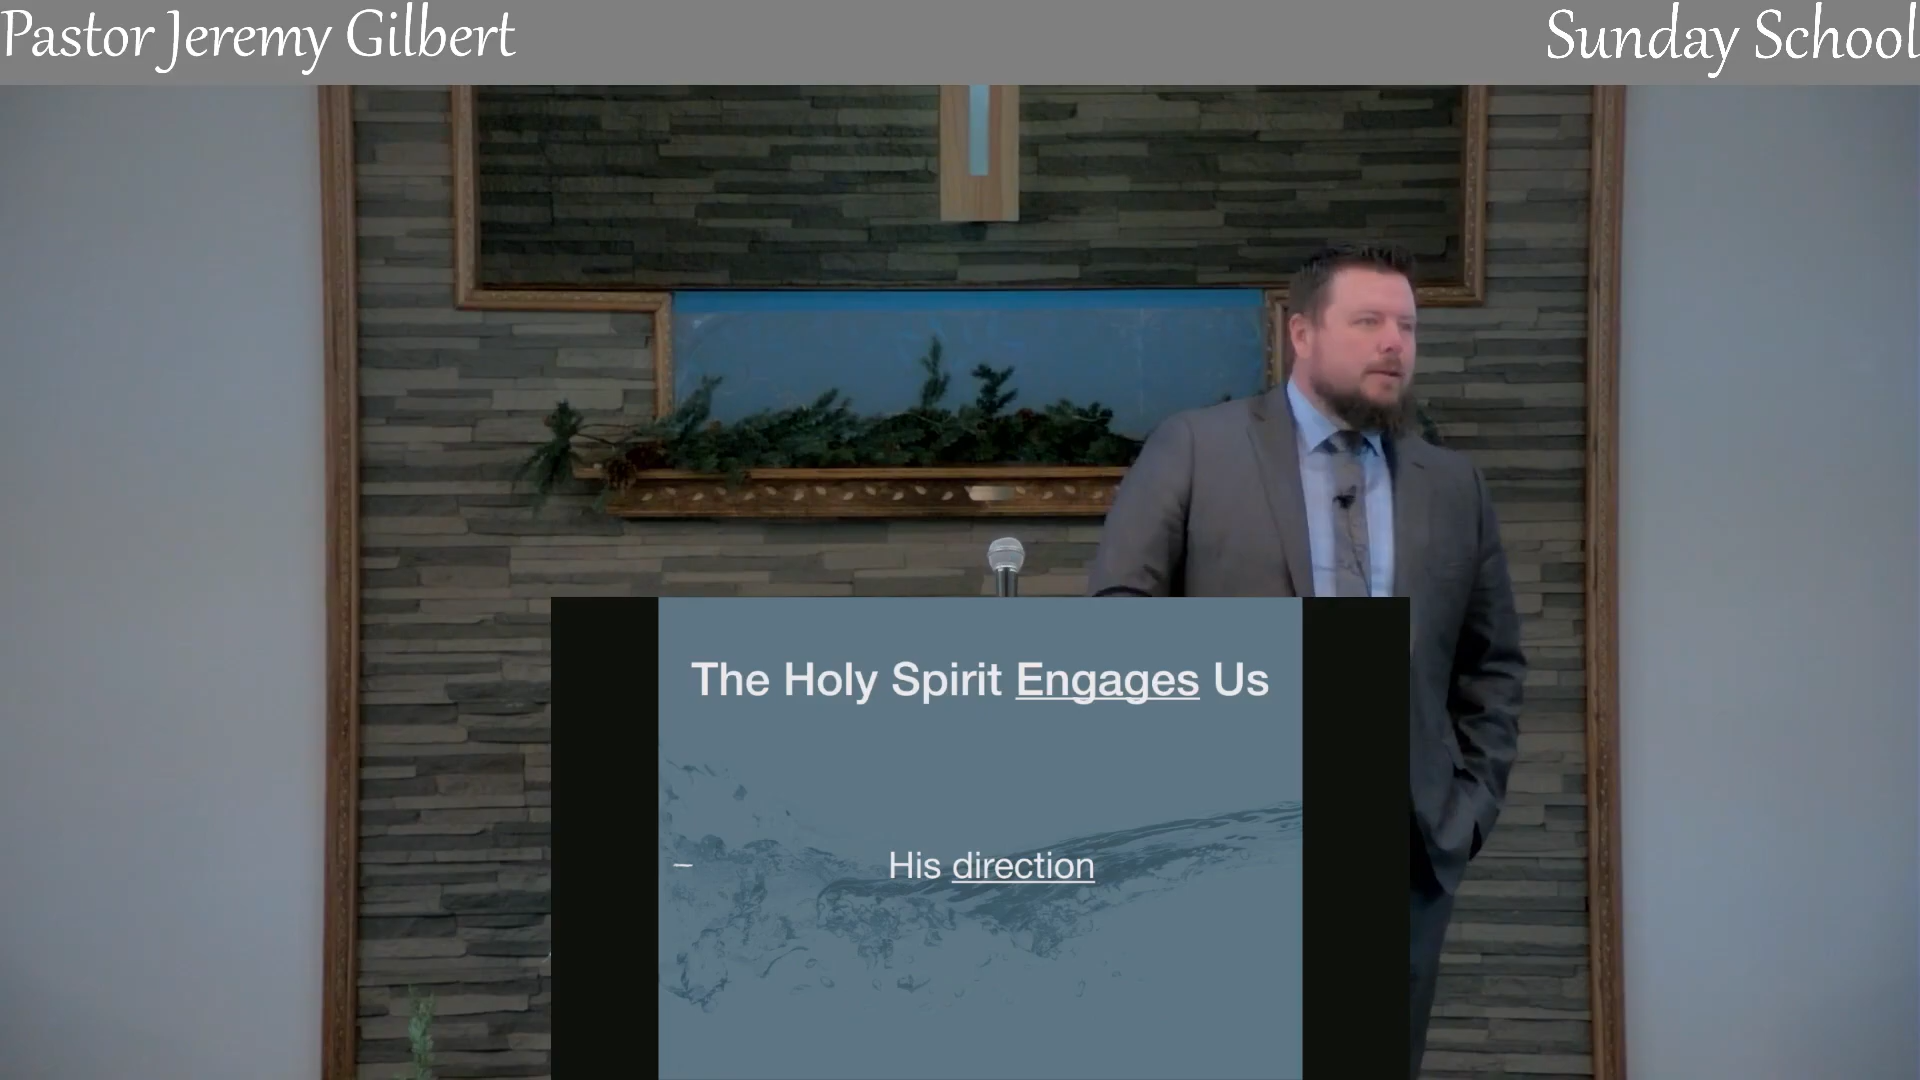 Pastor Jeremy Gilbert
Sunday School
The Holy Spirit Engages Us
– His direction